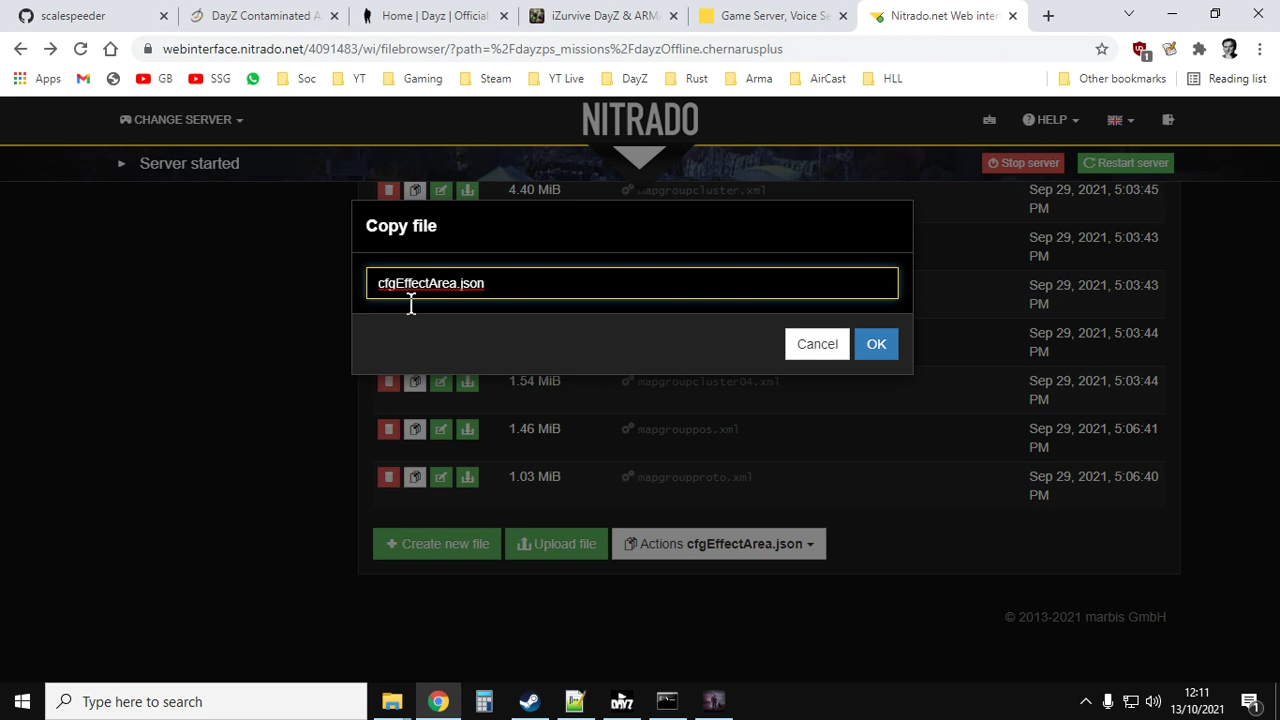 scalespeeder
DayZ Contaminated A
Home | Dayz | Official
iZurvive DayZ & ARMA
Game Server, Voice Se
Nitrado.net Web inter
webinterface.nitrado.net/4091483/wi/filebrowser/?path=%2Fdayzps_missions%2FdayzOffline.chernarusplus
1
Apps
GB
SSG
Soc
YT
Gaming
Steam
YT Live
DayZ
Rust
Arma
AirCast
HLL
Other bookmarks
Reading list
CHANGE SERVER
NITRADO
HELP
Server started
Stop server
Restart server
4.40 MiB
mapgroupcluster.xml
Sep 29, 2021, 5:03:45
PM
Copy file
cfgEffectArea.json
Cancel
OK
Sep 29, 2021, 5:03:43
PM
Sep 29, 2021, 5:03:43
PM
Sep 29, 2021, 5:03:44
PM
1.54 MiB
mapgroupcluster04.xml
Sep 29, 2021, 5:03:44
PM
1.46 MiB
mapgrouppos.xml
Sep 29, 2021, 5:06:41
PM
1.03 MiB
mapgroupproto.xml
Sep 29, 2021, 5:06:40
PM
Create new file
Upload file
Actions cfgEffectArea.json
© 2013-2021 marbis GmbH
Type here to search
DAYZ
12:11
13/10/2021
1